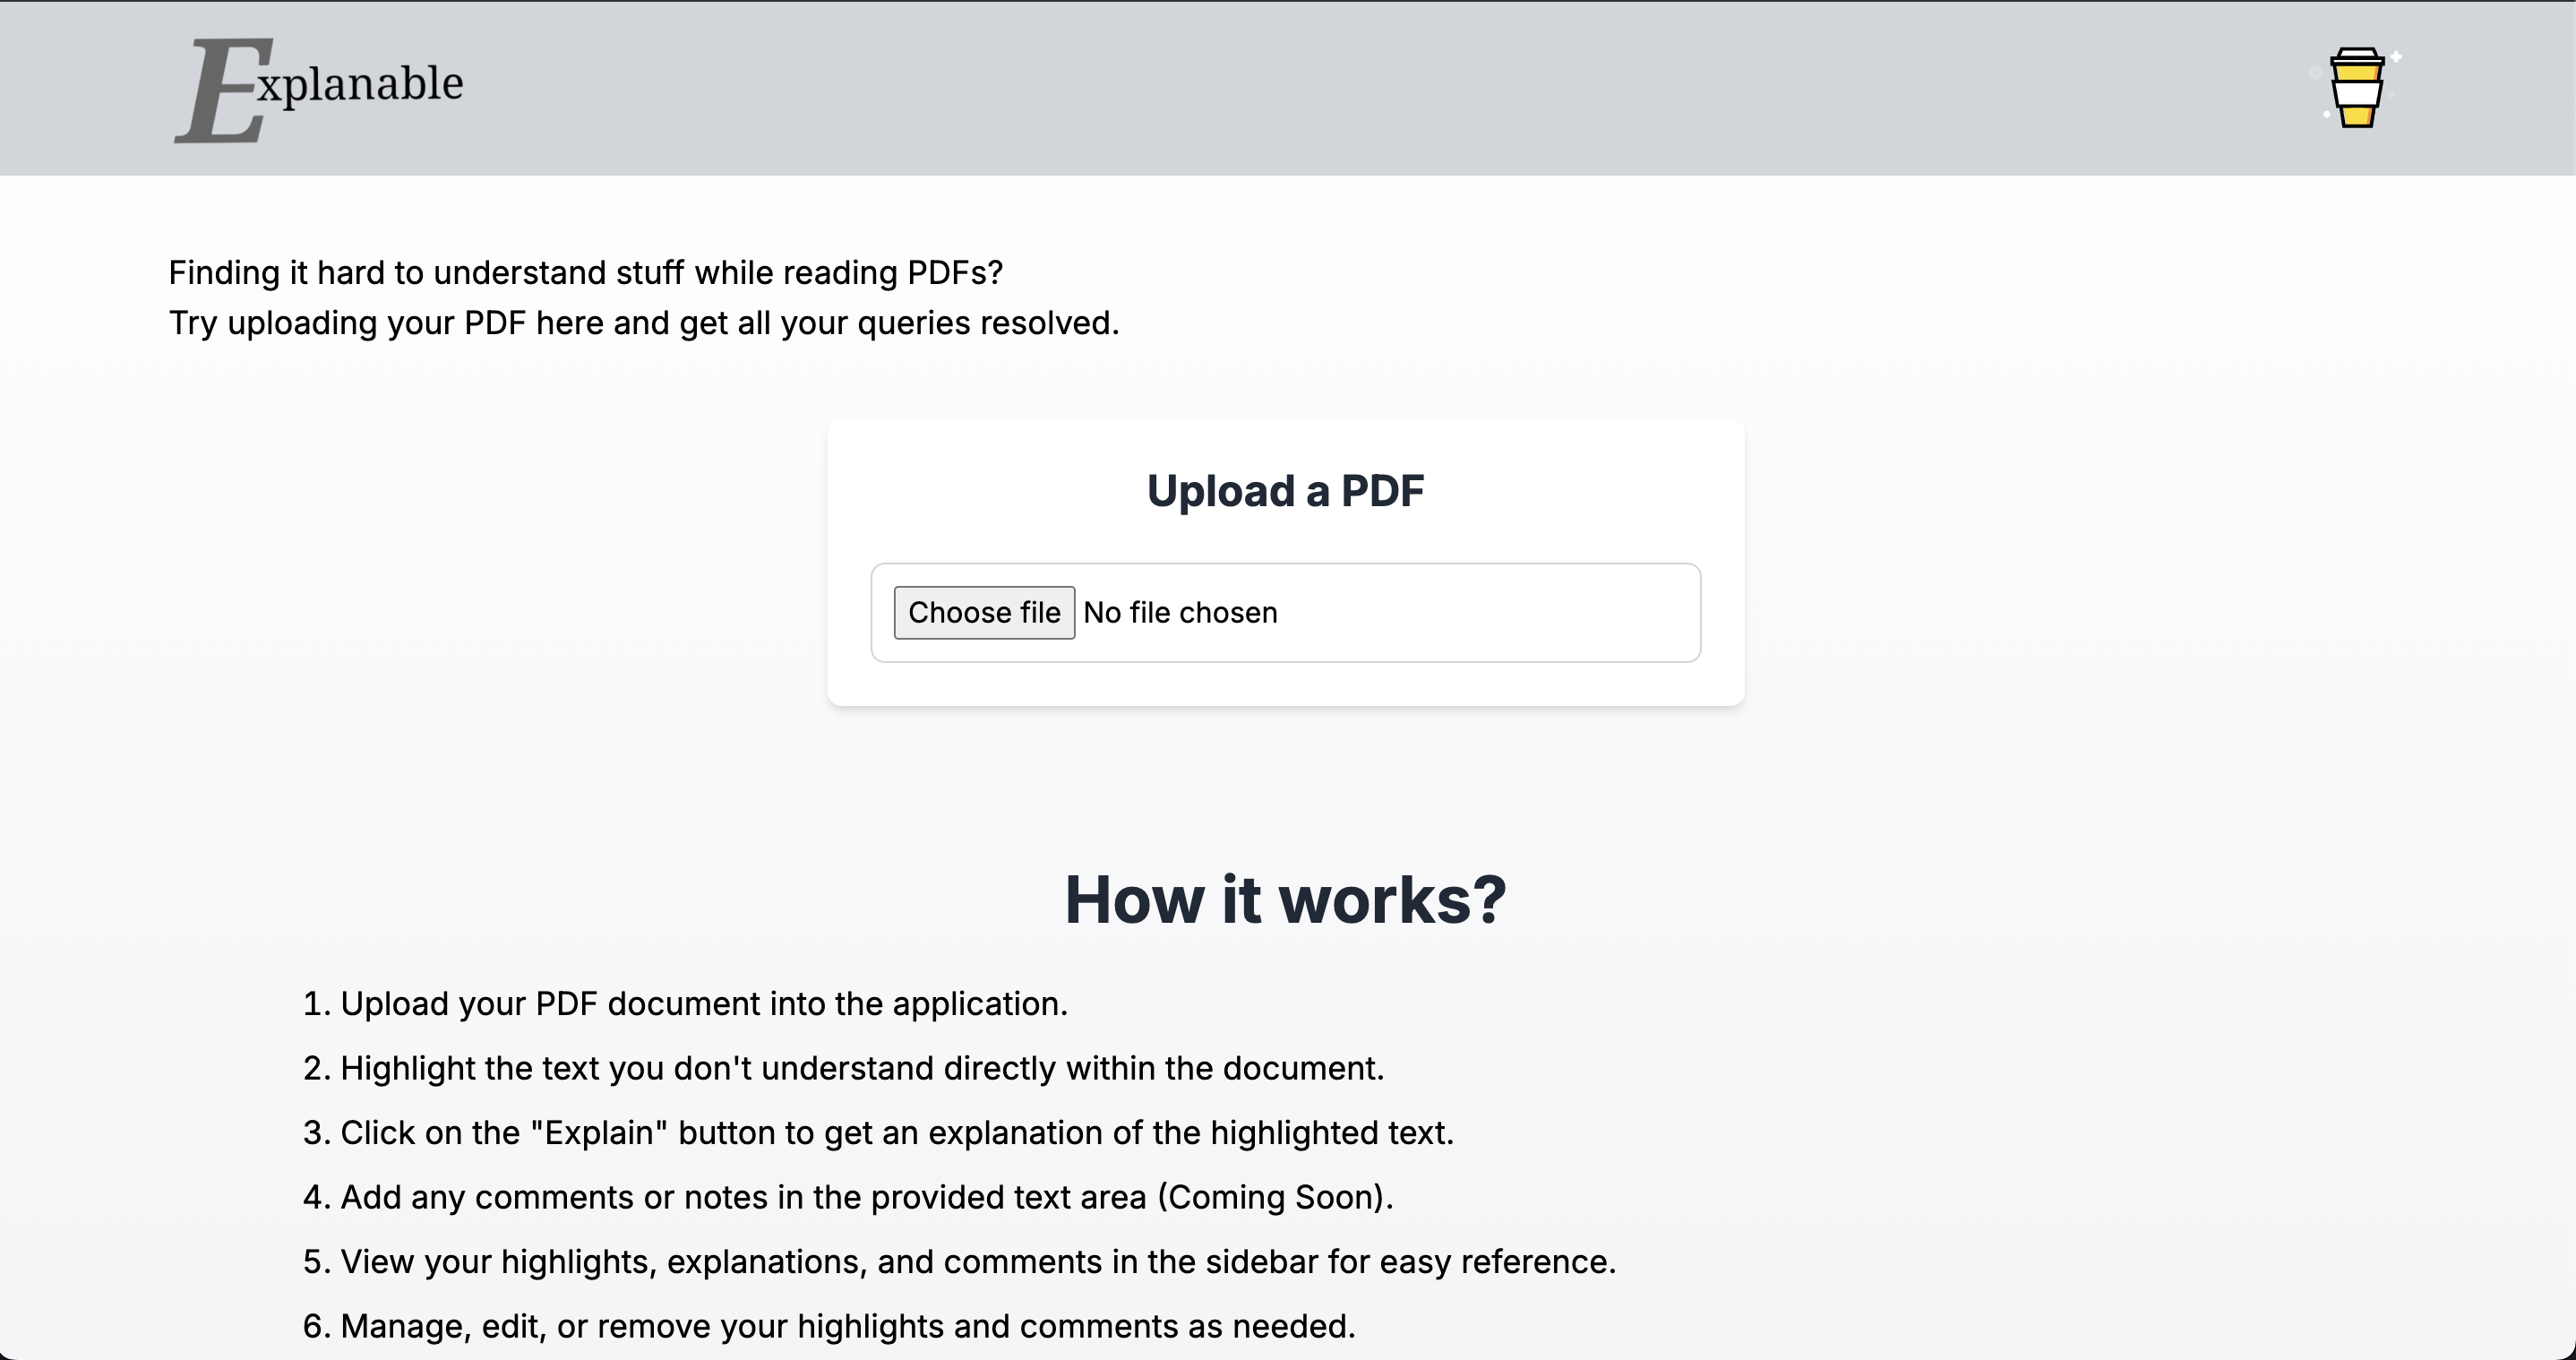 Explanable
Finding it hard to understand stuff while reading PDFs?
Try uploading your PDF here and get all your queries resolved.
Upload a PDF
Choose file No file chosen
How it works?
1. Upload your PDF document into the application.
2. Highlight the text you don't understand directly within the document.
3. Click on the "Explain" button to get an explanation of the highlighted text.
4. Add any comments or notes in the provided text area (Coming Soon).
5. View your highlights, explanations, and comments in the sidebar for easy reference.
6. Manage, edit, or remove your highlights and comments as needed.